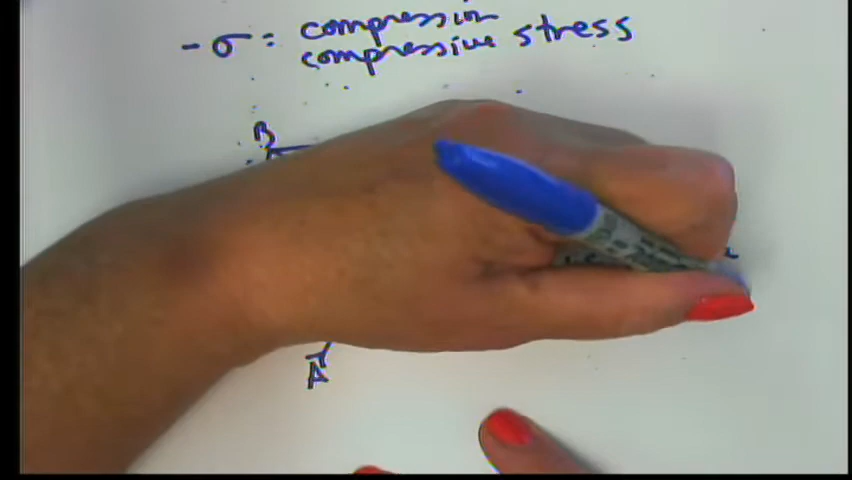 - σ = compression
compressive stress
B
A